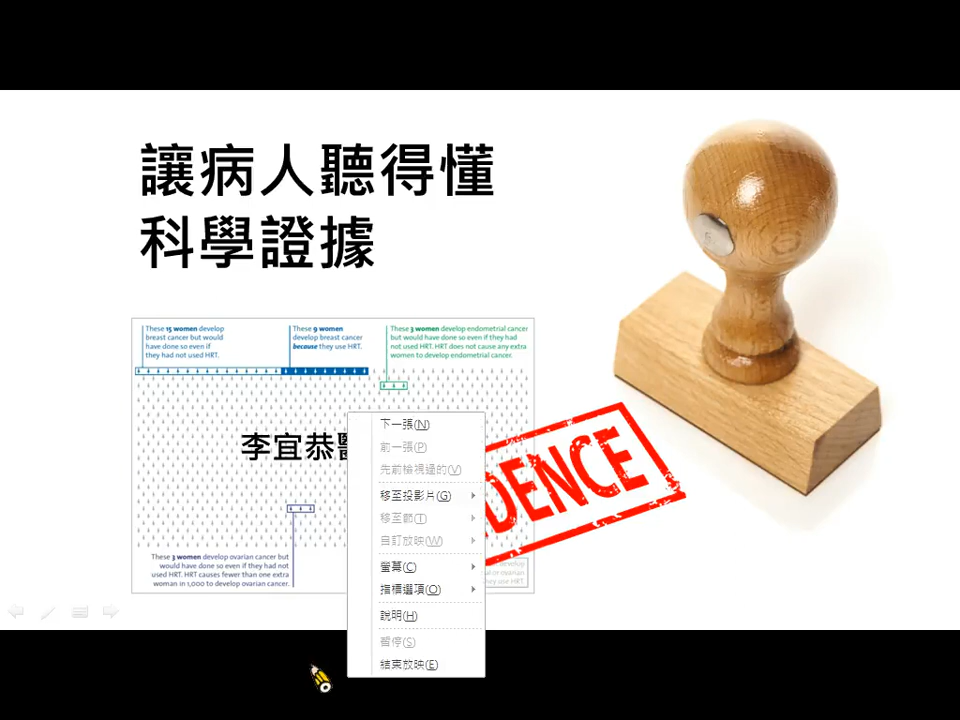 讓病人聽得懂
科學證據
These 15 women develop
breast cancer but would
have done so even if
they had not used HRT.
These 9 women
develop breast cancer
because they use HRT.
These 3 women develop endometrial cancer
but would have done so even if they had
not used HRT. HRT does not cause any extra
women to develop endometrial cancer.
李宜恭
DENCE
These 3 women develop ovarian cancer but
would have done so even if they had not
used HRT. HRT causes fewer than one extra
woman in 1,000 to develop ovarian cancer.
下一張(N)
前一張(P)
先前檢視過的(V)
移至投影片(G)
移至節(T)
自訂放映(W)
螢幕(C)
指標選項(O)
說明(H)
暫停(S)
結束放映(E)